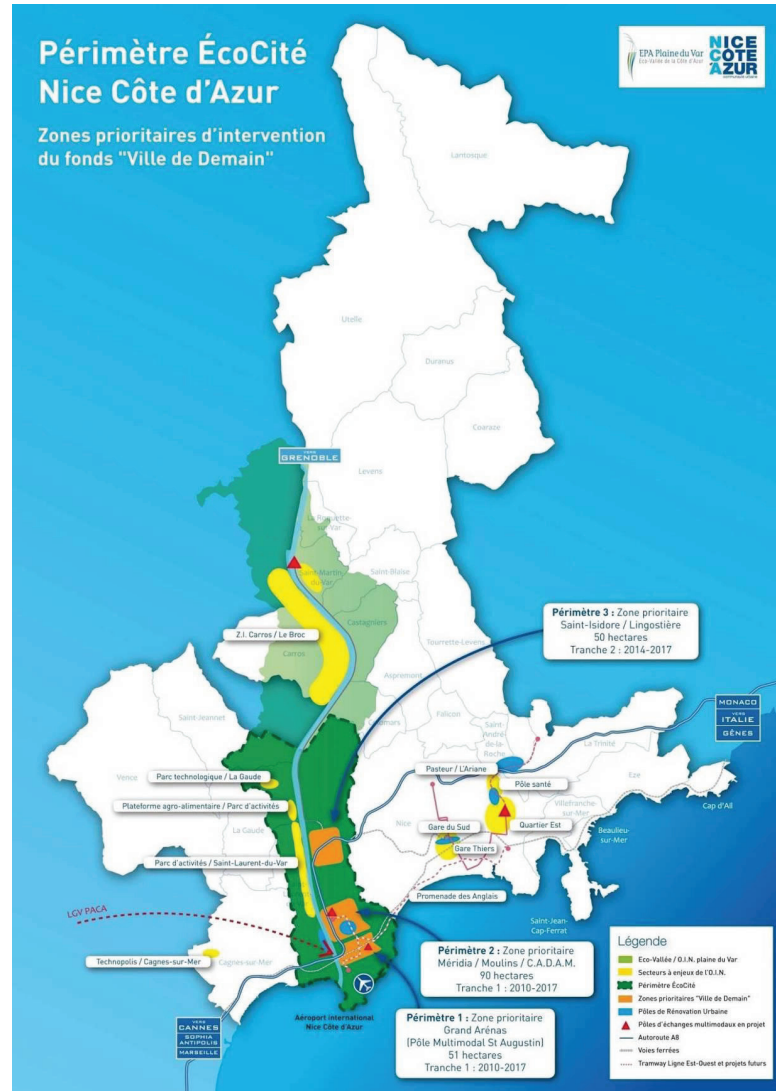 Périmètre ÉcoCité
Nice Côte d'Azur
Zones prioritaires d'intervention
du fonds "Ville de Demain"
EPA Plaine du Var
Eco-Vallée de la Côte d'Azur
NICE
CÔTE
D'AZUR
Lantosque
Utelle
Duranus
Coaraze
VERS
GRENOBLE
Levens
La Roquette-
sur-Var
Saint-Martin
du-Var
Saint-Blaise
Castagniers
Z.I. Carros / Le Broc
Carros
Tourrette-Levens
Aspremont
Périmètre 3 : Zone prioritaire
Saint-Isidore / Lingostière
50 hectares
Tranche 2 : 2014-2017
Saint-Jeannet
Falicon
Saint-
André-
de-la-
Roche
La Trinité
MONACO
VERS
ITALIE
GÊNES
Vence
Parc technologique / La Gaude
Pasteur / L'Ariane
Pôle santé
Eze
Plateforme agro-alimentaire / Parc d'activités
Villefranche-
sur-Mer
Cap d'Ail
La Gaude
Nice
Gare du Sud
Quartier Est
Beaulieu-
sur-Mer
Gare Thiers
Parc d'activités / Saint-Laurent-du-Var
Promenade des Anglais
LGV PACA
Saint-Jean-
Cap-Ferrat
Technopolis / Cagnes-sur-Mer
Cagnes-sur-Mer
Périmètre 2 : Zone prioritaire
Méridia / Moulins / C.A.D.A.M.
90 hectares
Tranche 1 : 2010-2017
VERS
CANNES
SOPHIA
ANTIPOLIS
MARSEILLE
Aéroport international
Nice Côte d'Azur
Périmètre 1 : Zone prioritaire
Grand Arénas
(Pôle Multimodal St Augustin)
51 hectares
Tranche 1 : 2010-2017
Légende
Eco-Vallée / O.I.N. plaine du Var
Secteurs à enjeux de l'O.I.N.
Périmètre ÉcoCité
Zones prioritaires "Ville de Demain"
Pôles de Rénovation Urbaine
Pôles d'échanges multimodaux en projet
Autoroute A8
Voies ferrées
Tramway Ligne Est-Ouest et projets futurs